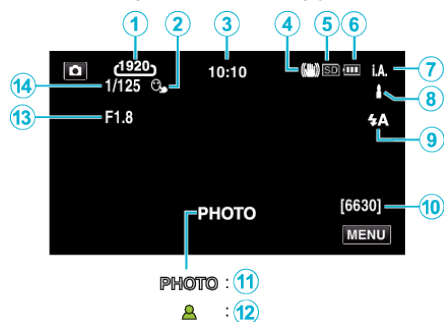 1 2 3 4 5 6
1920 10:10 SD i.A. 7
14 1/125 8
13 F1.8 A 9
PHOTO [6630] 10
MENU
PHOTO : 11
: 12